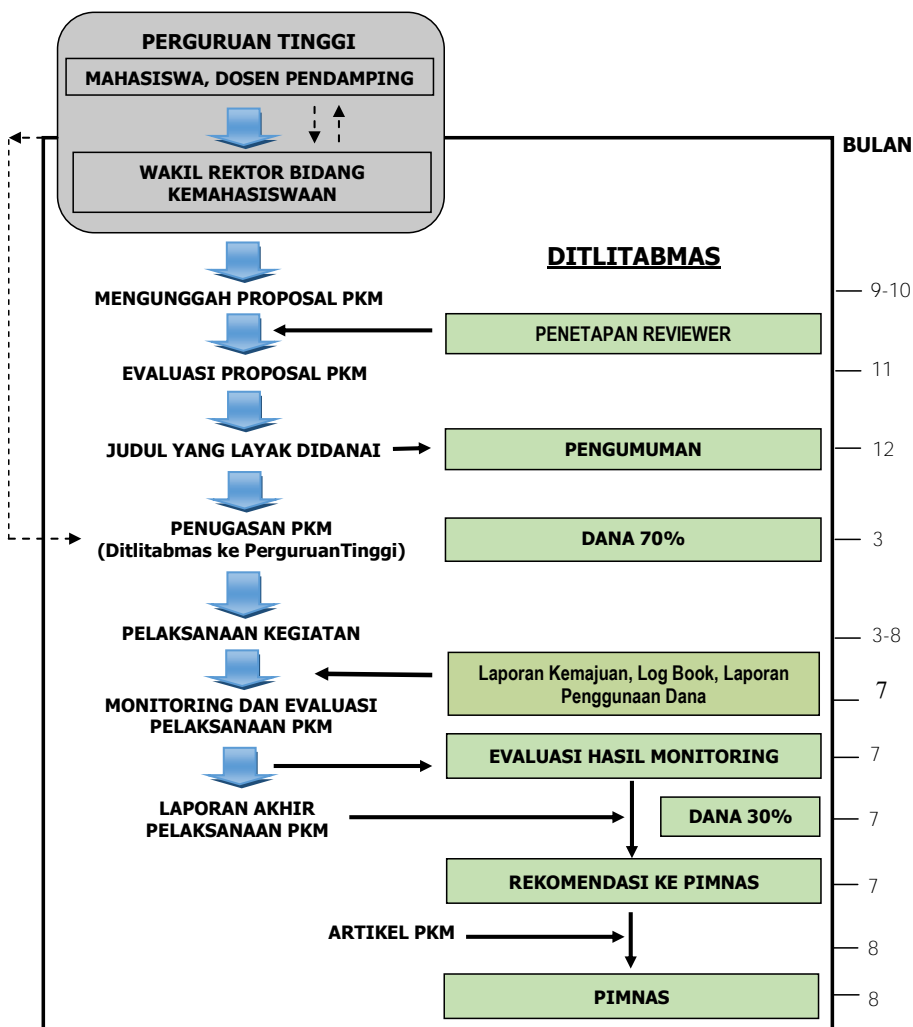 PERGURUAN TINGGI
MAHASISWA, DOSEN PENDAMPING
BULAN
WAKIL REKTOR BIDANG
KEMAHASISWAAN
DITLITABMAS
MENGUNGGAH PROPOSAL PKM
9-10
PENETAPAN REVIEWER
EVALUASI PROPOSAL PKM
11
JUDUL YANG LAYAK DIDANAI
PENGUMUMAN
12
PENUGASAN PKM
(Ditlitabmas ke PerguruanTinggi)
DANA 70%
3
PELAKSANAAN KEGIATAN
3-8
Laporan Kemajuan, Log Book, Laporan
Penggunaan Dana
7
MONITORING DAN EVALUASI
PELAKSANAAN PKM
EVALUASI HASIL MONITORING
7
LAPORAN AKHIR
PELAKSANAAN PKM
DANA 30%
7
REKOMENDASI KE PIMNAS
7
ARTIKEL PKM
8
PIMNAS
8